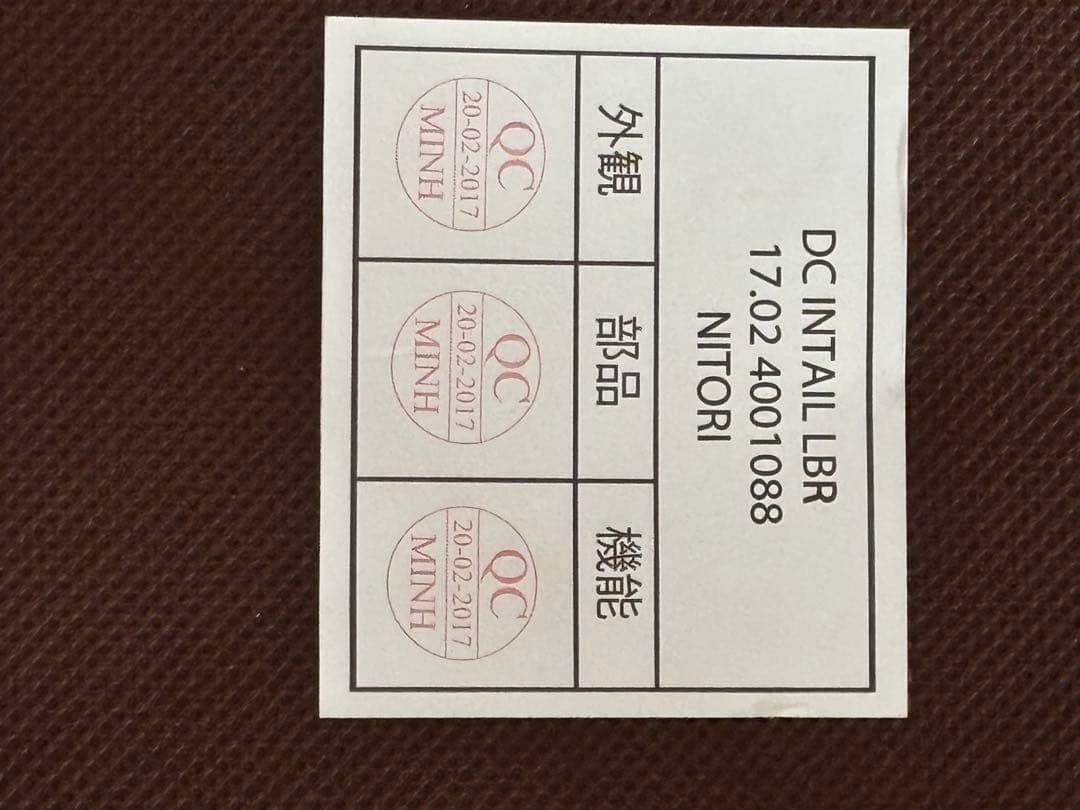 DC INTAIL LBR
17.02 4001088
NITORI
外観 部品 機能
QC QC QC
20-02-2017 20-02-2017 20-02-2017
MINH MINH MINH